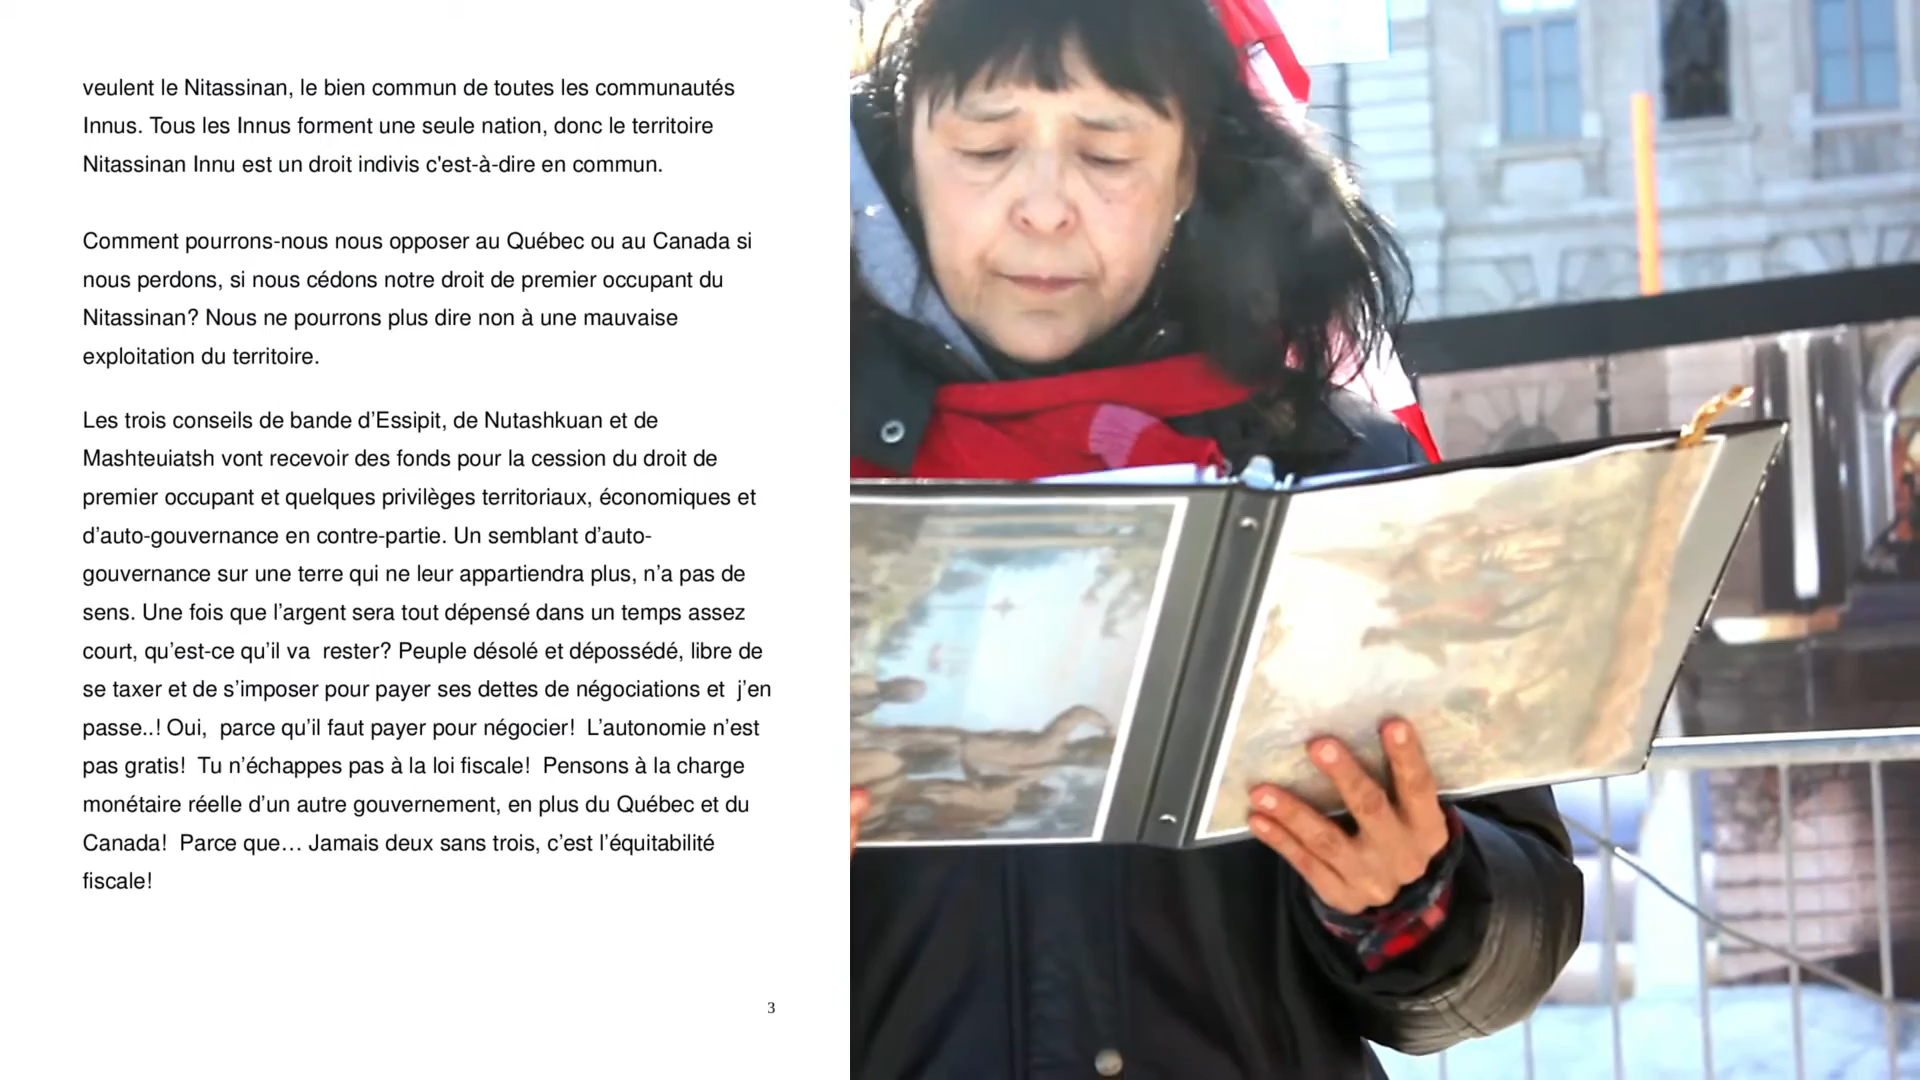 veulent le Nitassinan, le bien commun de toutes les communautés
Innus. Tous les Innus forment une seule nation, donc le territoire
Nitassinan Innu est un droit indivis c'est-à-dire en commun.
Comment pourrons-nous nous opposer au Québec ou au Canada si
nous perdons, si nous cédons notre droit de premier occupant du
Nitassinan? Nous ne pourrons plus dire non à une mauvaise
exploitation du territoire.
Les trois conseils de bande d’Essipit, de Nutashkuan et de
Mashteuiatsh vont recevoir des fonds pour la cession du droit de
premier occupant et quelques privilèges territoriaux, économiques et
d’auto-gouvernance en contre-partie. Un semblant d’auto-
gouvernance sur une terre qui ne leur appartiendra plus, n’a pas de
sens. Une fois que l’argent sera tout dépensé dans un temps assez
court, qu’est-ce qu’il va  rester? Peuple désolé et dépossédé, libre de
se taxer et de s’imposer pour payer ses dettes de négociations et  j’en
passe..! Oui,  parce qu’il faut payer pour négocier!  L’autonomie n’est
pas gratis!  Tu n’échappes pas à la loi fiscale!  Pensons à la charge
monétaire réelle d’un autre gouvernement, en plus du Québec et du
Canada!  Parce que… Jamais deux sans trois, c’est l’équitabilité
fiscale!
3